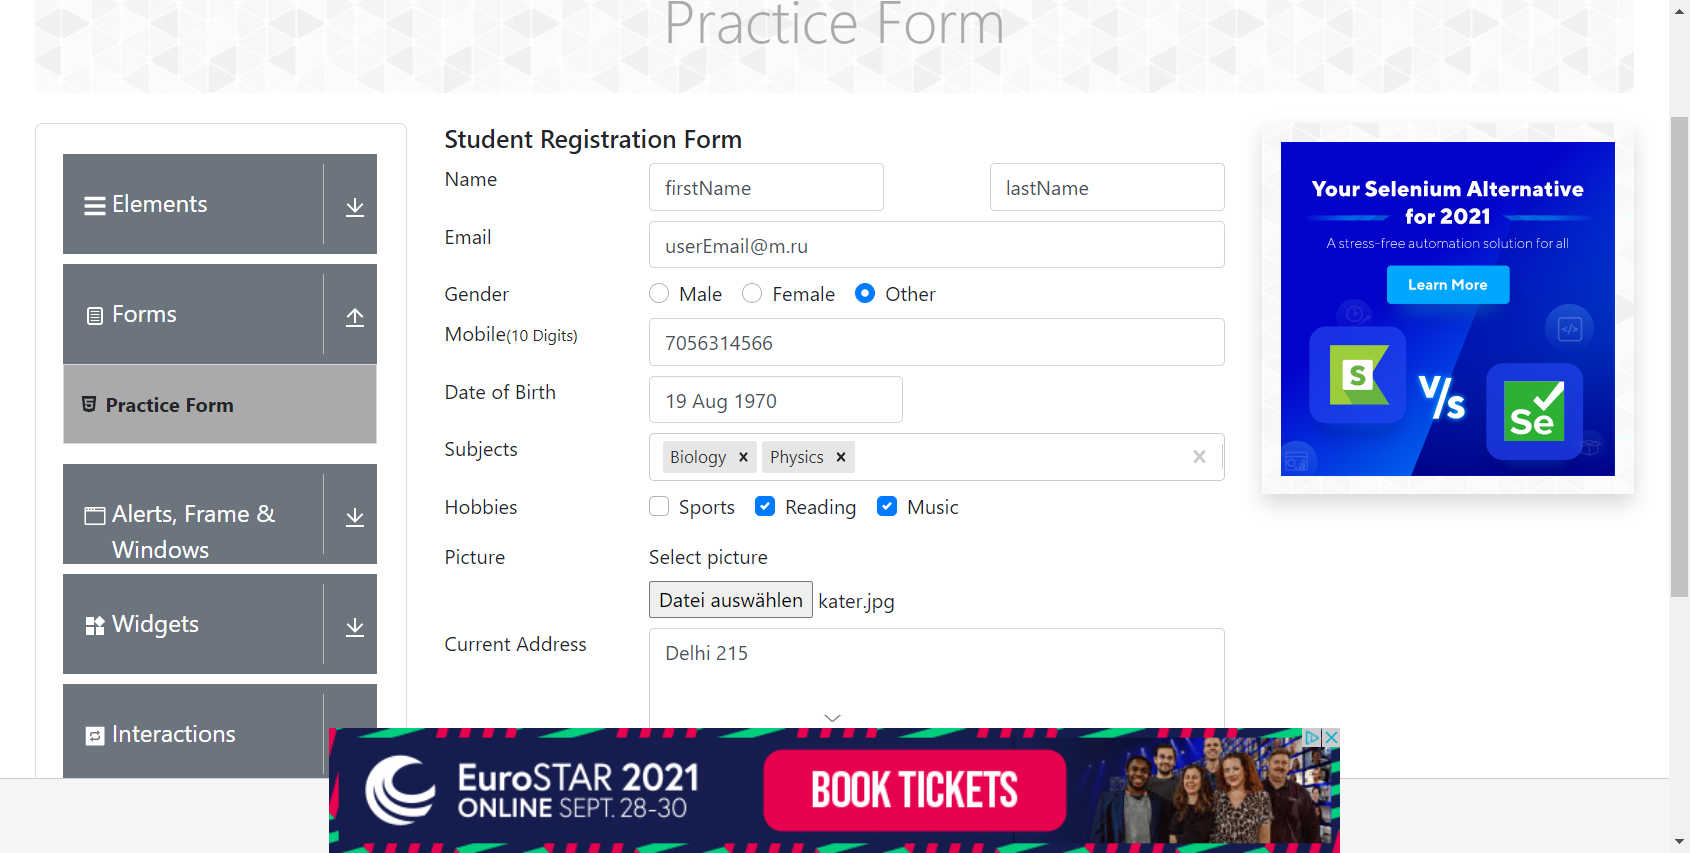 Practice Form
Elements
Forms
Practice Form
Alerts, Frame &
Windows
Widgets
Interactions
Student Registration Form
Name firstName lastName
Email userEmail@m.ru
Gender Male Female Other
Mobile(10 Digits) 7056314566
Date of Birth 19 Aug 1970
Subjects Biology × Physics ×
Hobbies Sports Reading Music
Picture Select picture
Datei auswählen kater.jpg
Current Address Delhi 215
Your Selenium Alternative
for 2021
A stress-free automation solution for all
Learn More
S V/s Se
</>
EuroSTAR 2021
ONLINE SEPT. 28-30
BOOK TICKETS